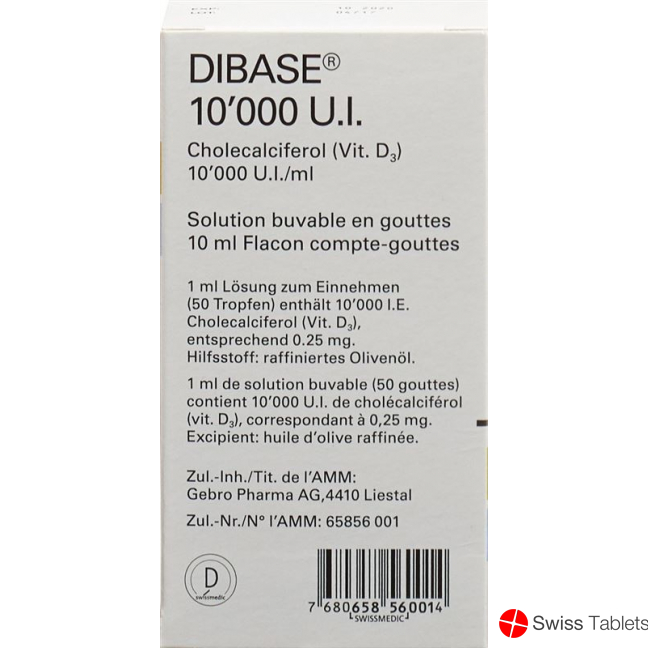 EXP.
10 2020
LOT.
DIBASE®
10’000 U.I.
Cholecalciferol (Vit. D₃)
10’000 U.I./ml
Solution buvable en gouttes
10 ml Flacon compte-gouttes
1 ml Lösung zum Einnehmen
(50 Tropfen) enthält 10’000 I.E.
Cholecalciferol (Vit. D₃),
entsprechend 0.25 mg.
Hilfsstoff: raffiniertes Olivenöl.
1 ml de solution buvable (50 gouttes)
contient 10’000 U.I. de cholécalciférol
(vit. D₃), correspondant à 0,25 mg.
Excipient: huile d’olive raffinée.
Zul.-Inh./Tit. de l’AMM:
Gebro Pharma AG,4410 Liestal
Zul.-Nr./N° l’AMM: 65856 001
D
swissmedic
7 680658 560014
SWISSMEDIC
Swiss Tablets